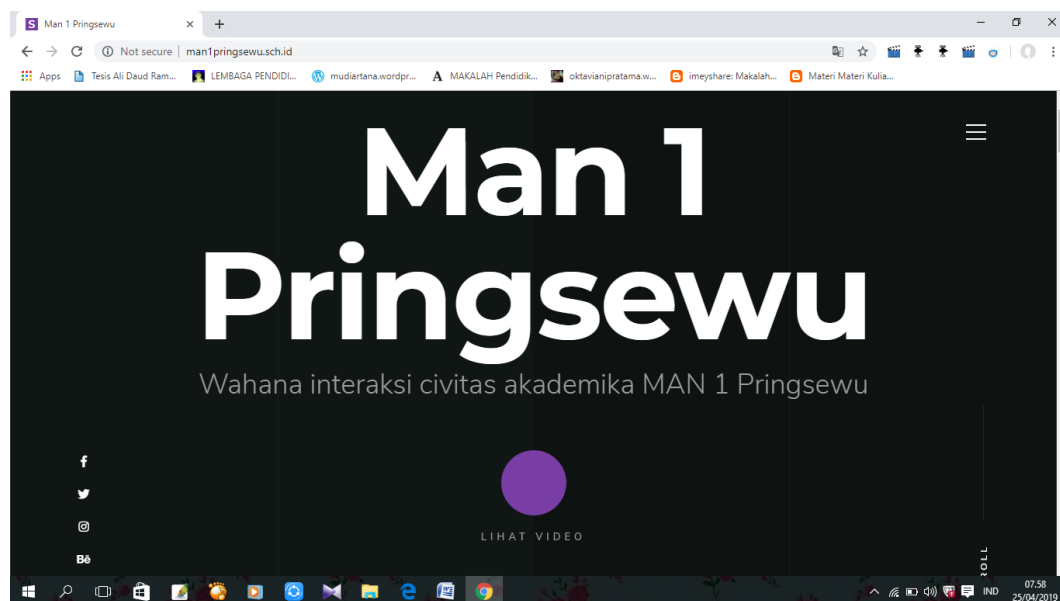 S Man 1 Pringsewu
Not secure | man1pringsewu.sch.id
Apps Tesis Ali Daud Ram... LEMBAGA PENDIDI... mudiartana.wordpr... A MAKALAH Pendidik... oktavianipratama.w... imeyshare: Makalah... Materi Materi Kulia...
Man 1
Pringsewu
Wahana interaksi civitas akademika MAN 1 Pringsewu
LIHAT VIDEO
Bē
ROLL
IND
07.58
25/04/2019